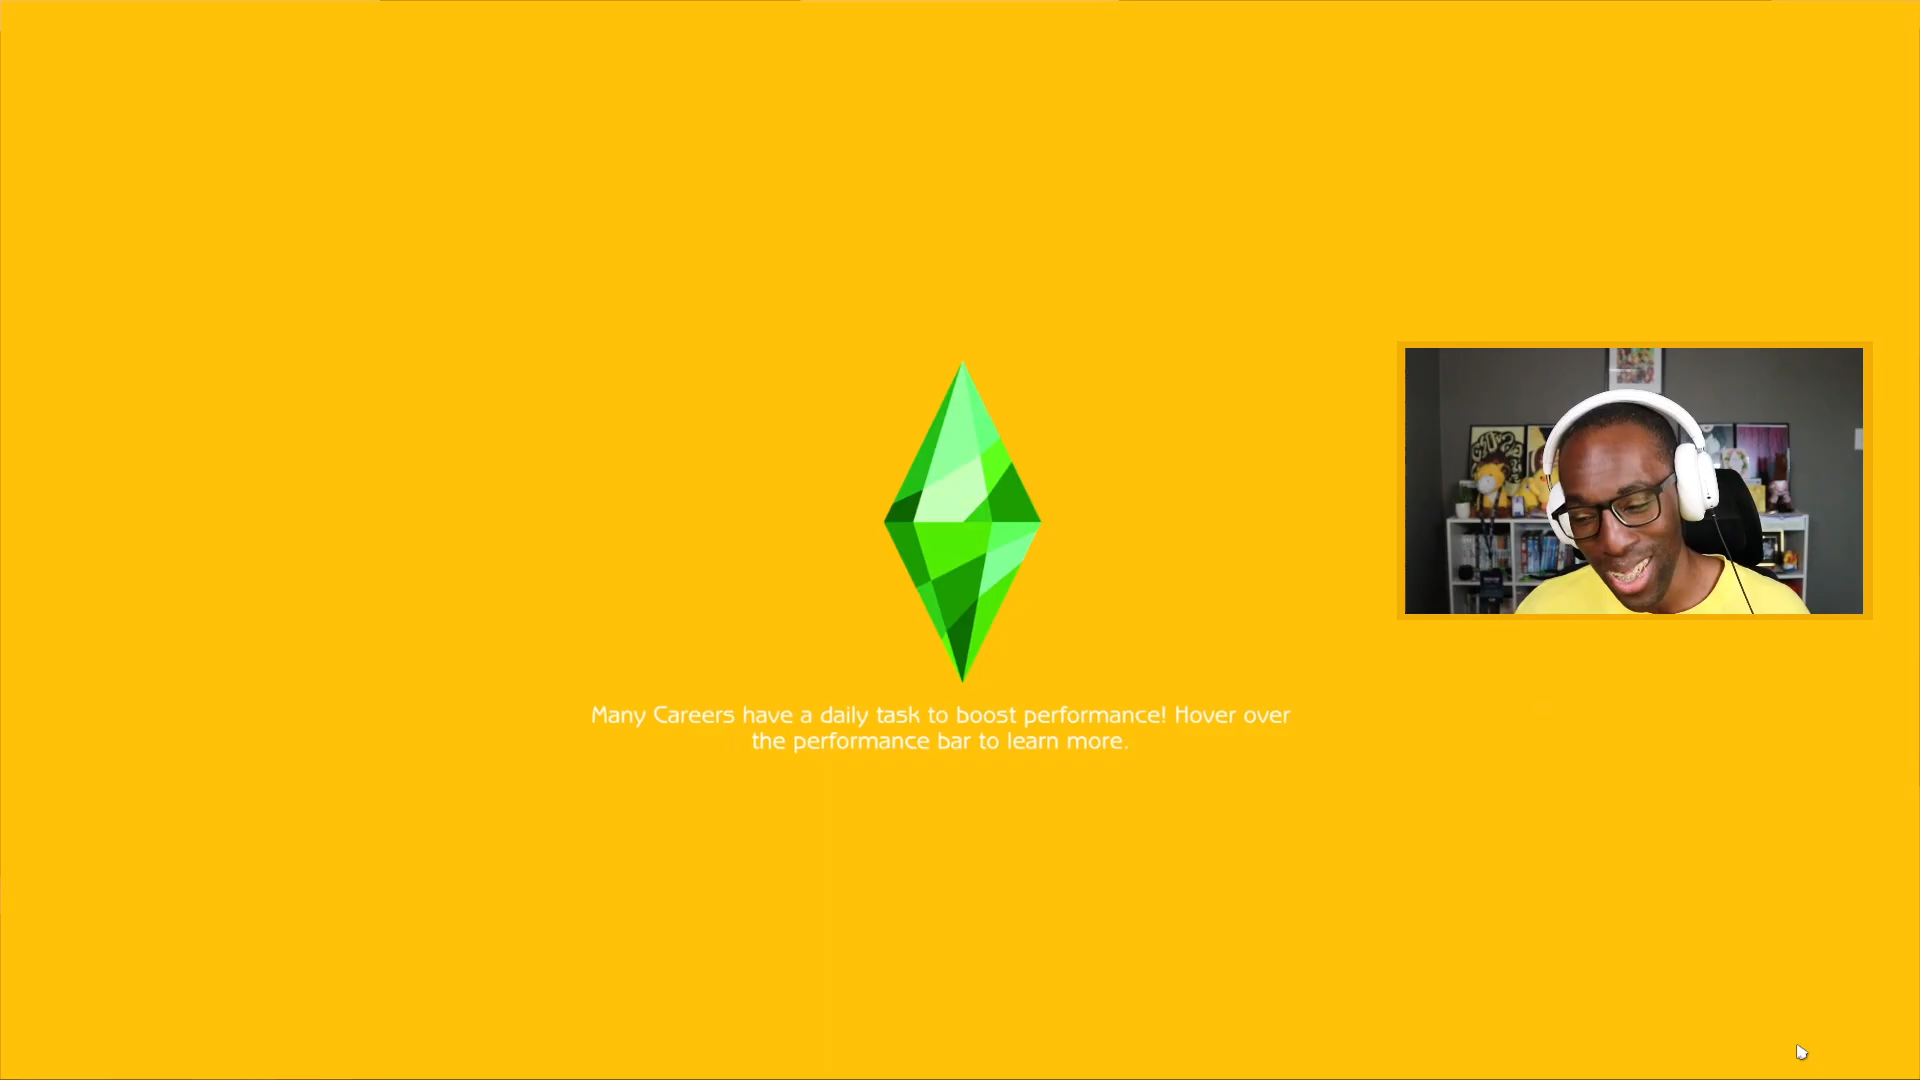 Many Careers have a daily task to boost performance! Hover over
the performance bar to learn more.